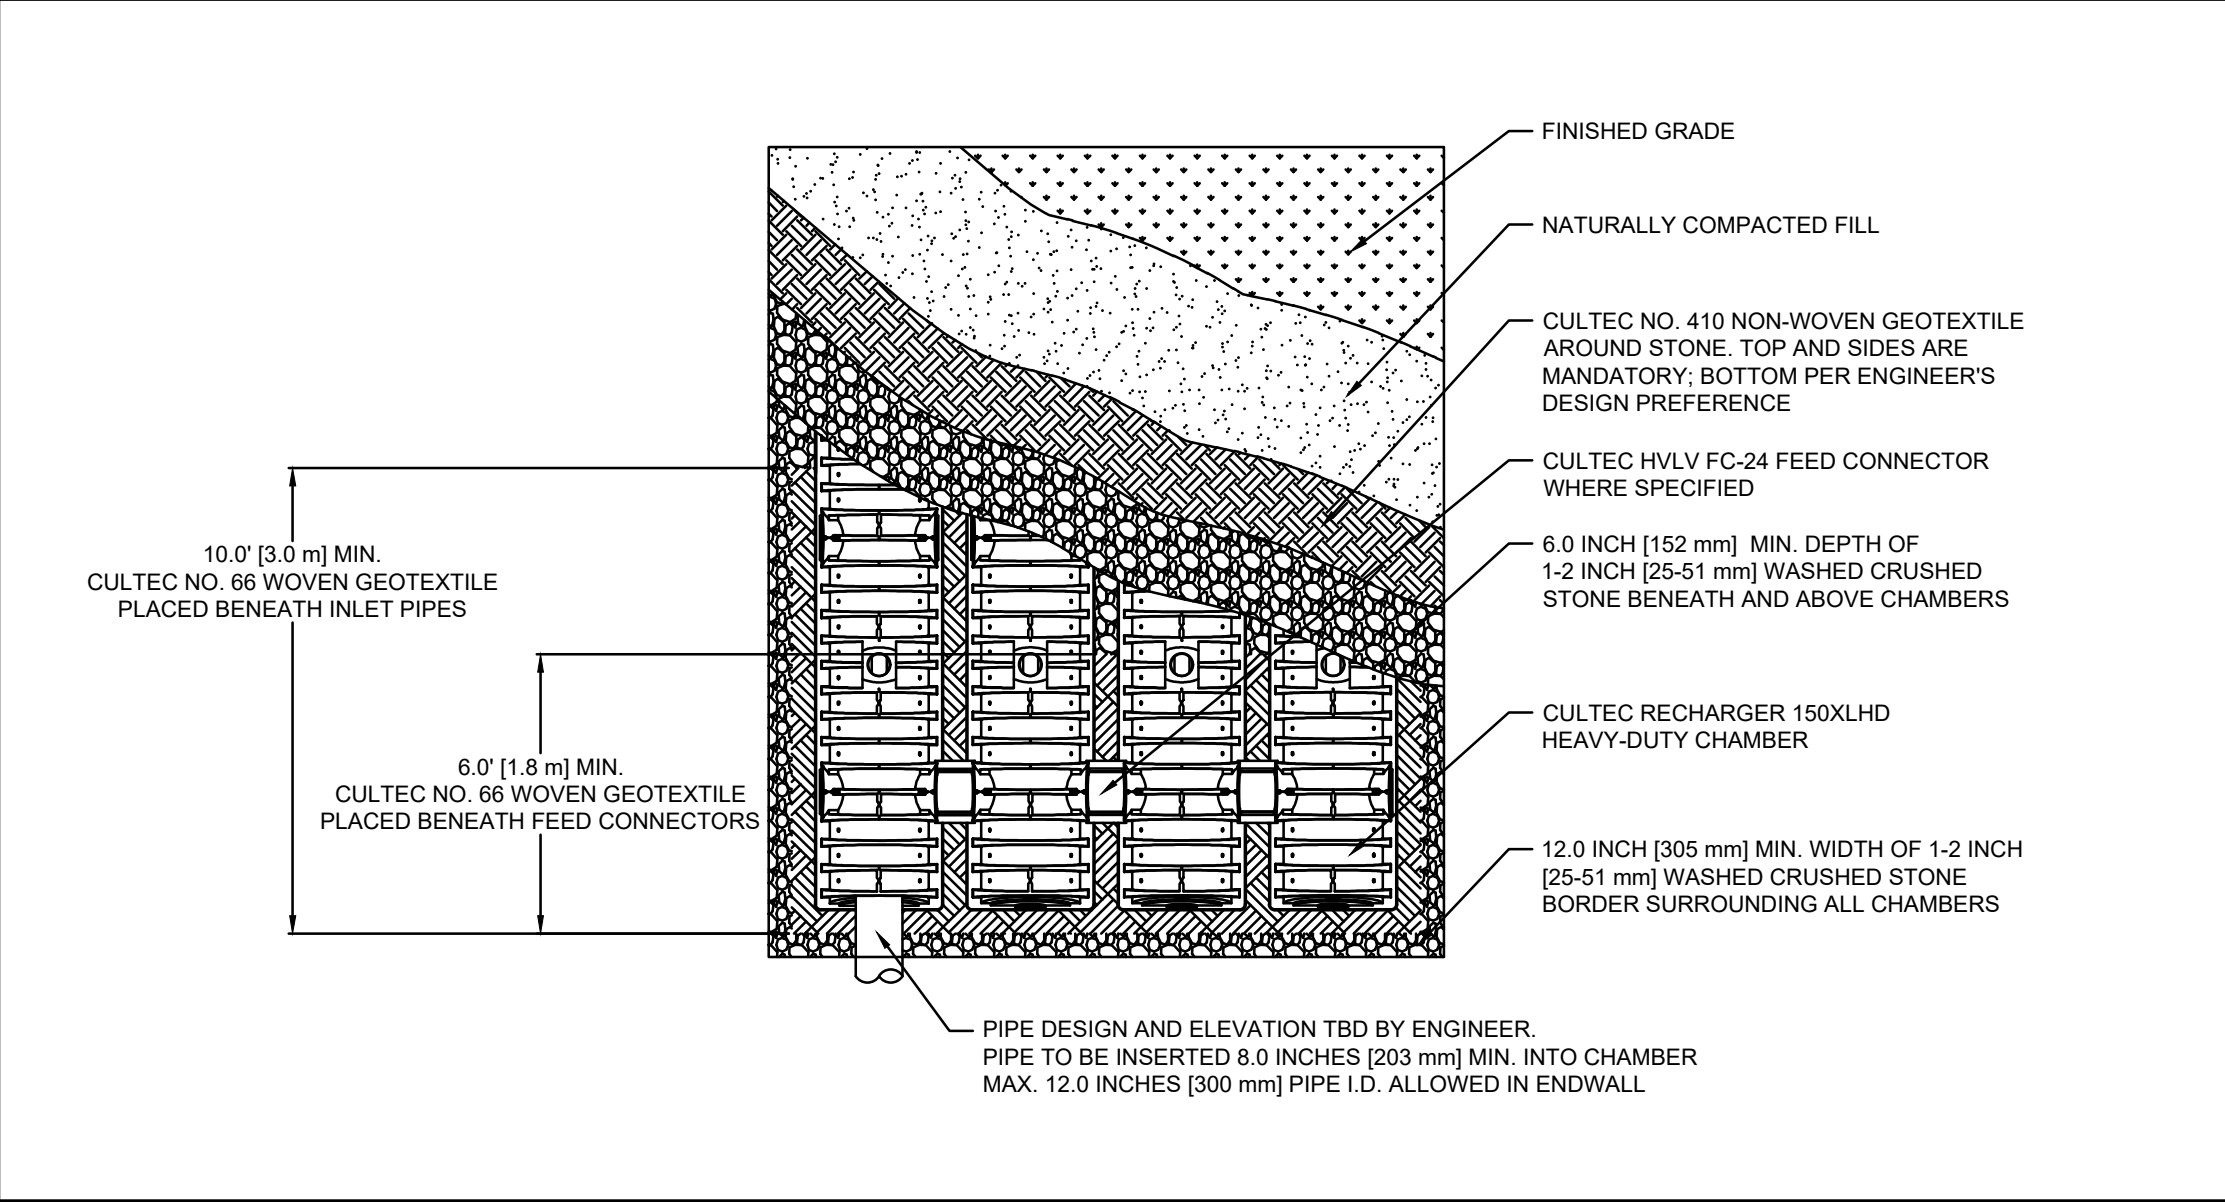 FINISHED GRADE
NATURALLY COMPACTED FILL
CULTEC NO. 410 NON-WOVEN GEOTEXTILE
AROUND STONE. TOP AND SIDES ARE
MANDATORY; BOTTOM PER ENGINEER'S
DESIGN PREFERENCE
CULTEC HVLV FC-24 FEED CONNECTOR
WHERE SPECIFIED
6.0 INCH [152 mm] MIN. DEPTH OF
1-2 INCH [25-51 mm] WASHED CRUSHED
STONE BENEATH AND ABOVE CHAMBERS
10.0' [3.0 m] MIN.
CULTEC NO. 66 WOVEN GEOTEXTILE
PLACED BENEATH INLET PIPES
CULTEC RECHARGER 150XLHD
HEAVY-DUTY CHAMBER
6.0' [1.8 m] MIN.
CULTEC NO. 66 WOVEN GEOTEXTILE
PLACED BENEATH FEED CONNECTORS
12.0 INCH [305 mm] MIN. WIDTH OF 1-2 INCH
[25-51 mm] WASHED CRUSHED STONE
BORDER SURROUNDING ALL CHAMBERS
PIPE DESIGN AND ELEVATION TBD BY ENGINEER.
PIPE TO BE INSERTED 8.0 INCHES [203 mm] MIN. INTO CHAMBER
MAX. 12.0 INCHES [300 mm] PIPE I.D. ALLOWED IN ENDWALL